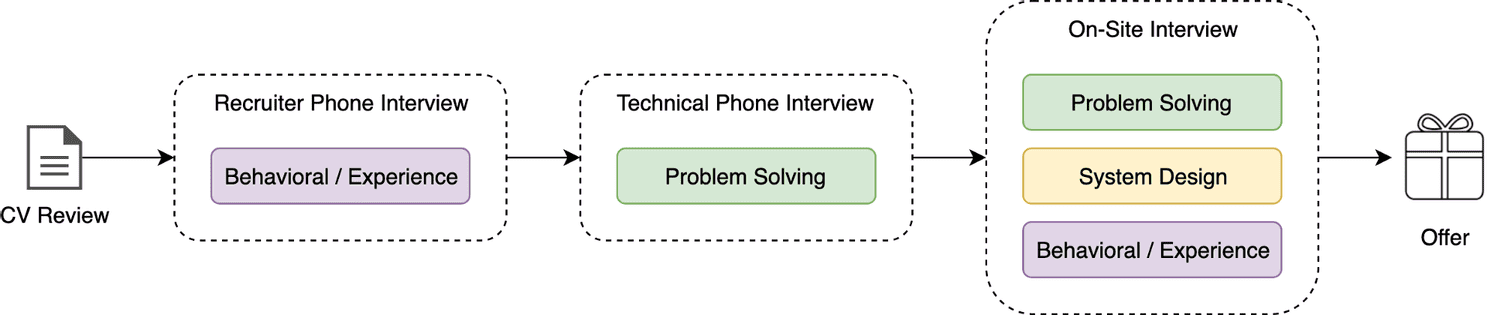 CV Review
Recruiter Phone Interview
Behavioral / Experience
Technical Phone Interview
Problem Solving
On-Site Interview
Problem Solving
System Design
Behavioral / Experience
Offer